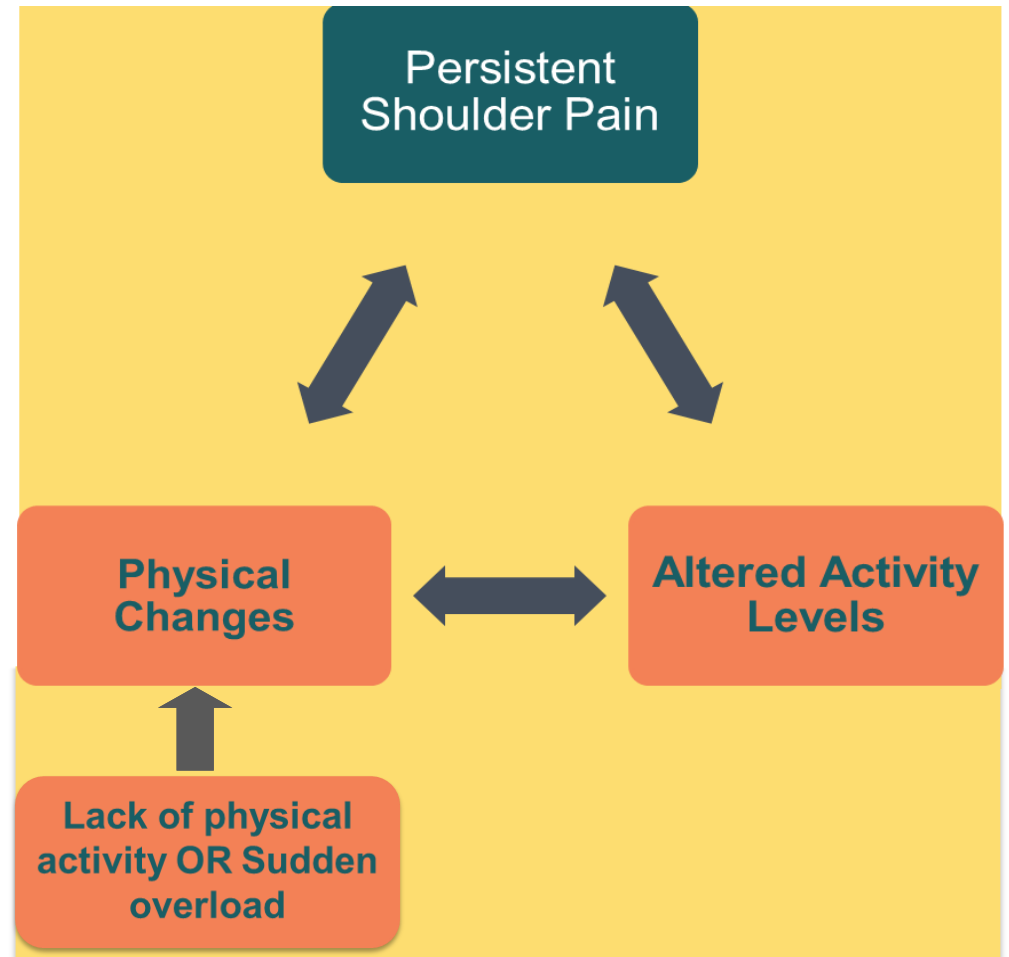 Persistent
Shoulder Pain
Physical
Changes
Altered Activity
Levels
Lack of physical
activity OR Sudden
overload